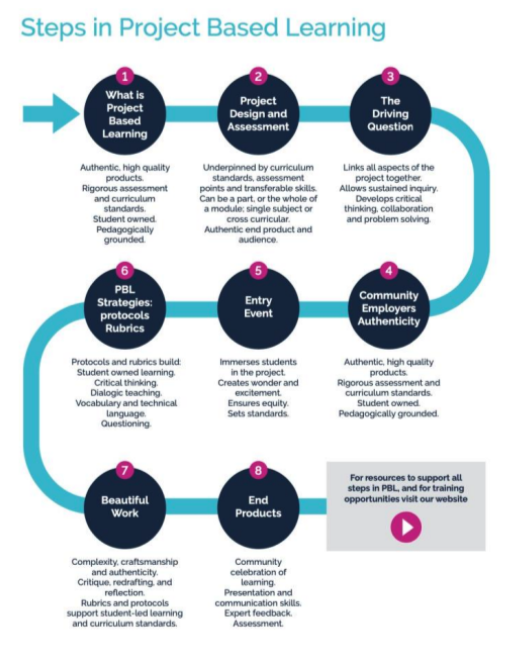 Steps in Project Based Learning
1
What is
Project
Based
Learning
Authentic, high quality
products.
Rigorous assessment
and curriculum
standards.
Student owned.
Pedagogically
grounded.
2
Project
Design and
Assessment
Underpinned by curriculum
standards, assessment
points and transferable skills.
Can be a part, or the whole of
a module; single subject or
cross curricular.
Authentic end product and
audience.
3
The
Driving
Question
Links all aspects of the
project together.
Allows sustained inquiry.
Develops critical
thinking, collaboration
and problem solving.
4
Community
Employers
Authenticity
Authentic, high quality
products.
Rigorous assessment and
curriculum standards.
Student owned.
Pedagogically grounded.
5
Entry
Event
Immerses students
in the project.
Creates wonder and
excitement.
Ensures equity.
Sets standards.
6
PBL
Strategies:
protocols
Rubrics
Protocols and rubrics build:
Student owned learning.
Critical thinking.
Dialogic teaching.
Vocabulary and technical
language.
Questioning.
7
Beautiful
Work
Complexity, craftsmanship
and authenticity.
Critique, redrafting, and
reflection.
Rubrics and protocols
support student-led learning
and curriculum standards.
8
End
Products
Community
celebration of
learning.
Presentation and
communication skills.
Expert feedback.
Assessment.
For resources to support all
steps in PBL, and for training
opportunities visit our website